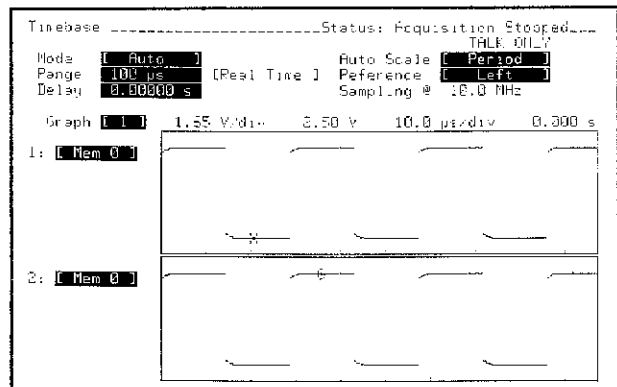 Timebase Status: Acquisition Stopped
TALK ONLY
Mode [ Auto ] Auto Scale [ Period ]
Range 100 µs [Real Time ] Reference [ Left ]
Delay 0.00000 s Sampling @ 10.0 MHz
Graph [ 1 ] 1.65 V/div 2.50 V 10.0 µs/div 0.000 s
1: [ Mem 0 ]
2: [ Mem 0 ]